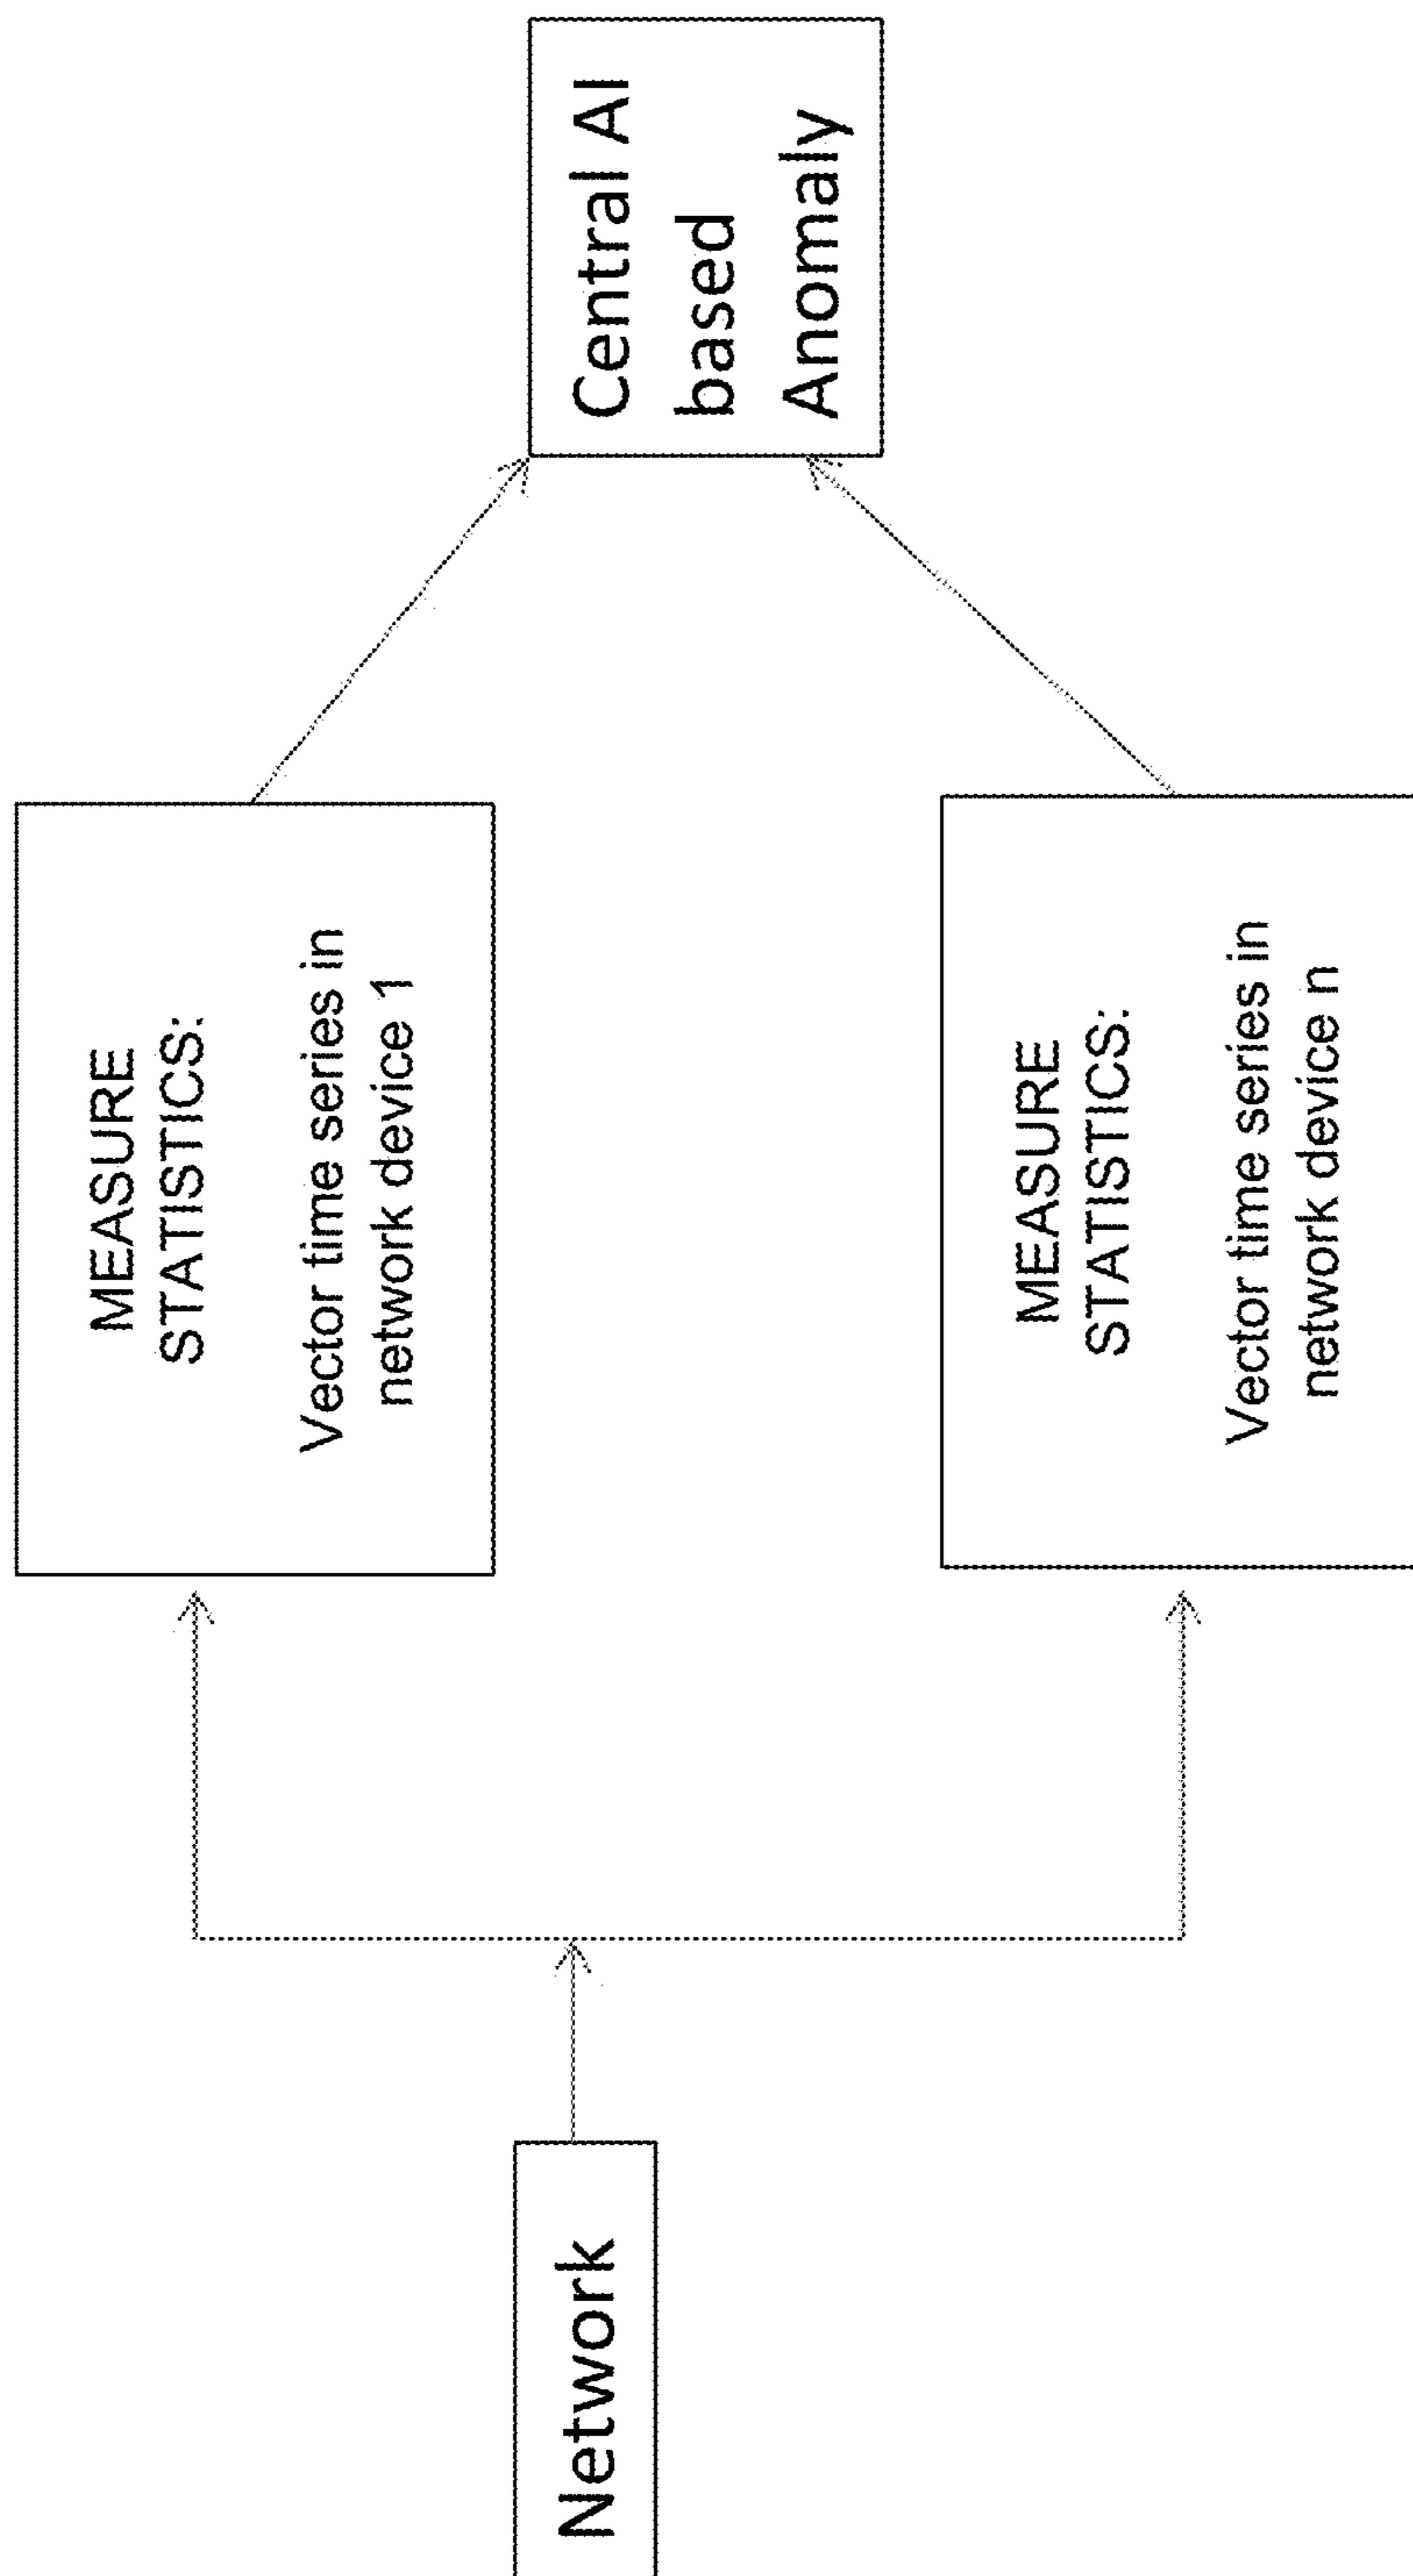 Network
MEASURE
STATISTICS:
Vector time series in
network device 1
MEASURE
STATISTICS:
Vector time series in
network device n
Central AI
based
Anomaly